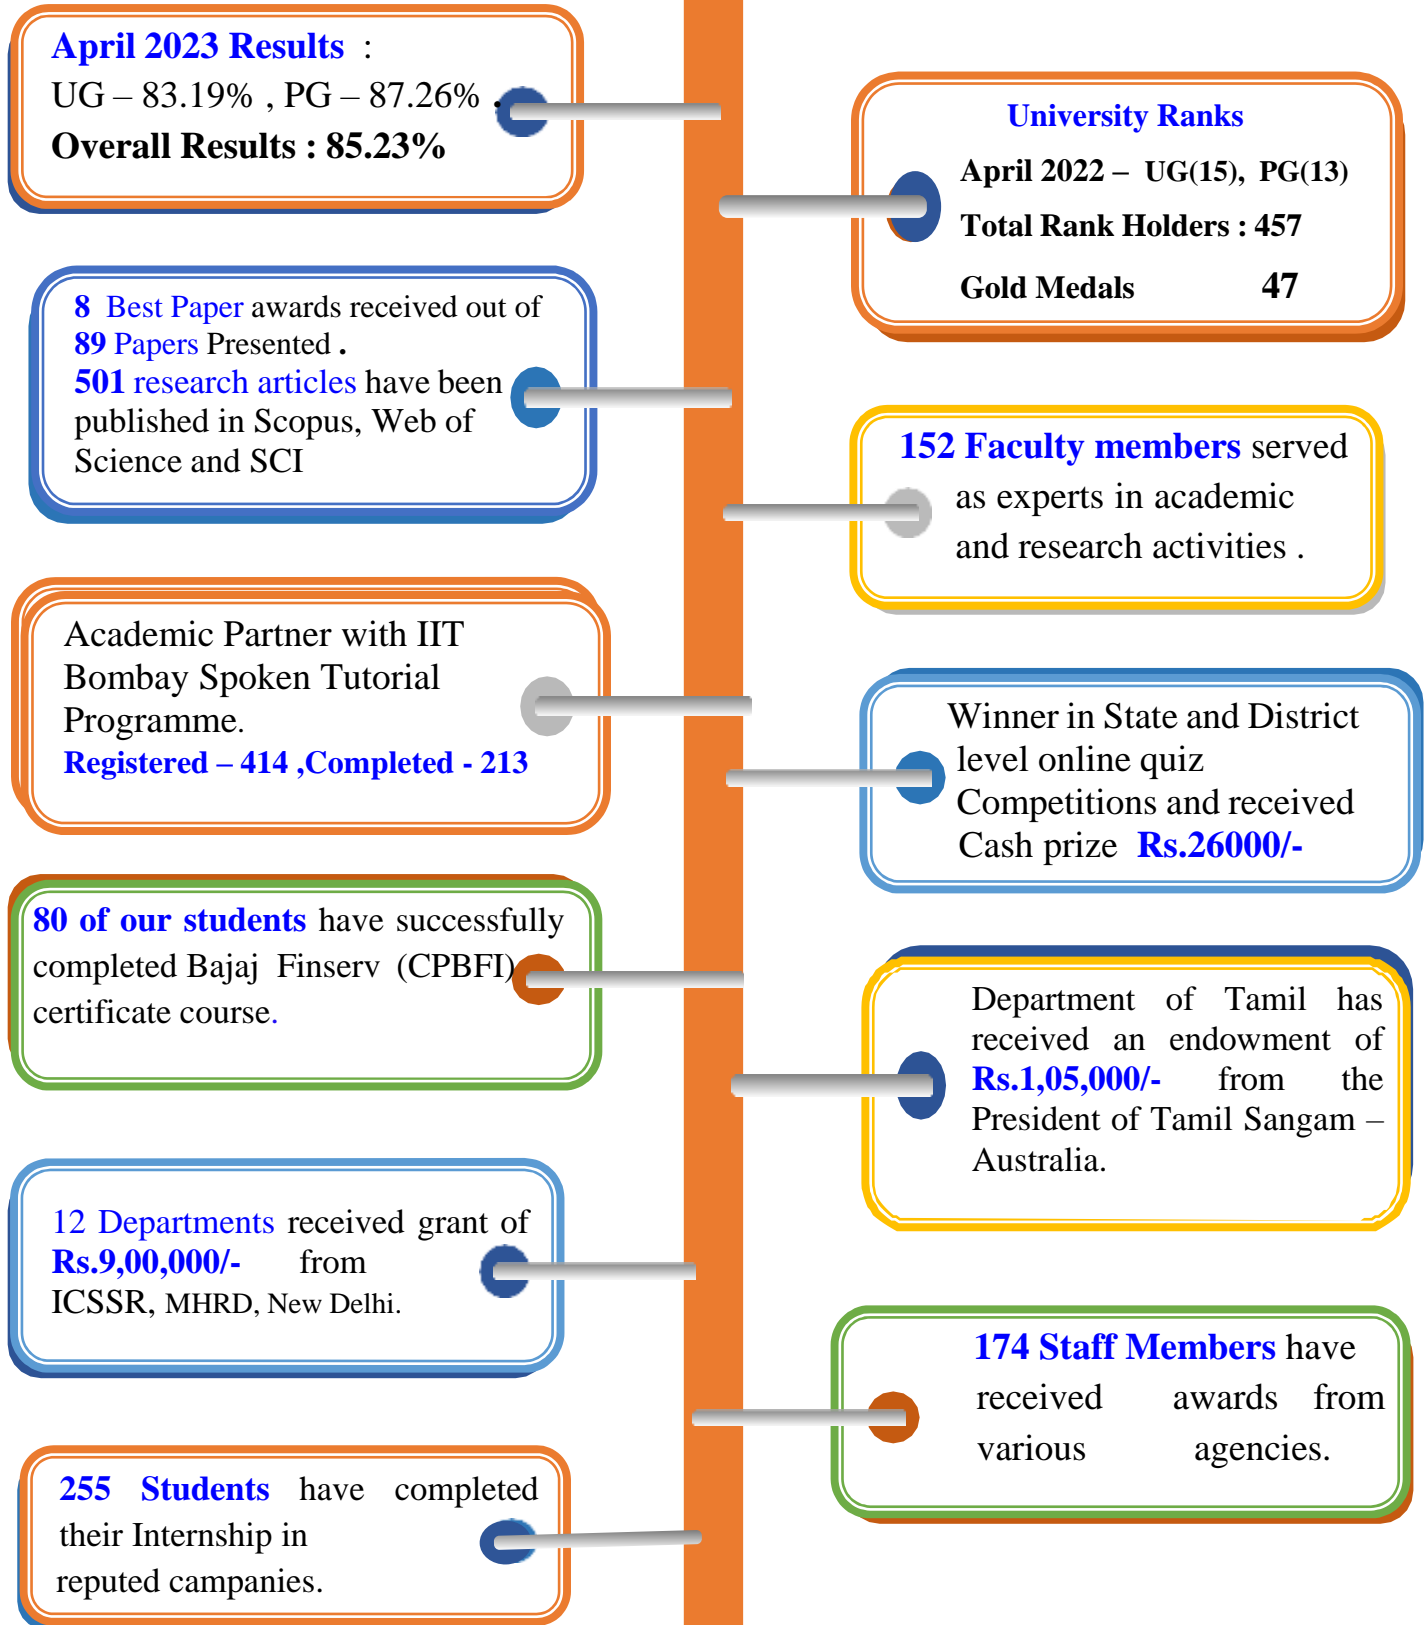 April 2023 Results :
UG – 83.19% , PG – 87.26% .
Overall Results : 85.23%
University Ranks
April 2022 – UG(15), PG(13)
Total Rank Holders : 457
Gold Medals 47
8 Best Paper awards received out of
89 Papers Presented .
501 research articles have been
published in Scopus, Web of
Science and SCI
152 Faculty members served
as experts in academic
and research activities .
Academic Partner with IIT
Bombay Spoken Tutorial
Programme.
Registered – 414 ,Completed - 213
Winner in State and District
level online quiz
Competitions and received
Cash prize Rs.26000/-
80 of our students have successfully
completed Bajaj Finserv (CPBFI)
certificate course.
Department of Tamil has
received an endowment of
Rs.1,05,000/- from the
President of Tamil Sangam –
Australia.
12 Departments received grant of
Rs.9,00,000/- from
ICSSR, MHRD, New Delhi.
174 Staff Members have
received awards from
various agencies.
255 Students have completed
their Internship in
reputed campanies.